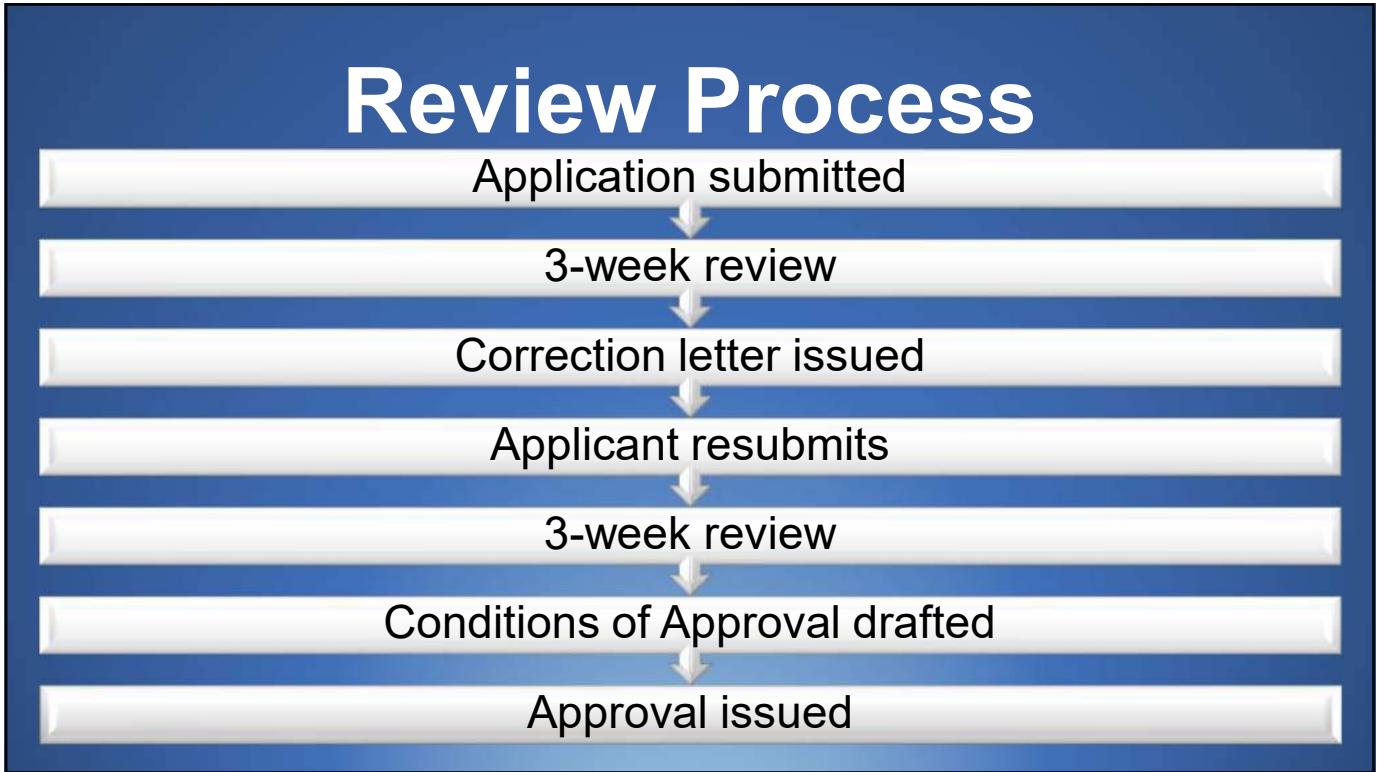 Review Process
Application submitted
3-week review
Correction letter issued
Applicant resubmits
3-week review
Conditions of Approval drafted
Approval issued